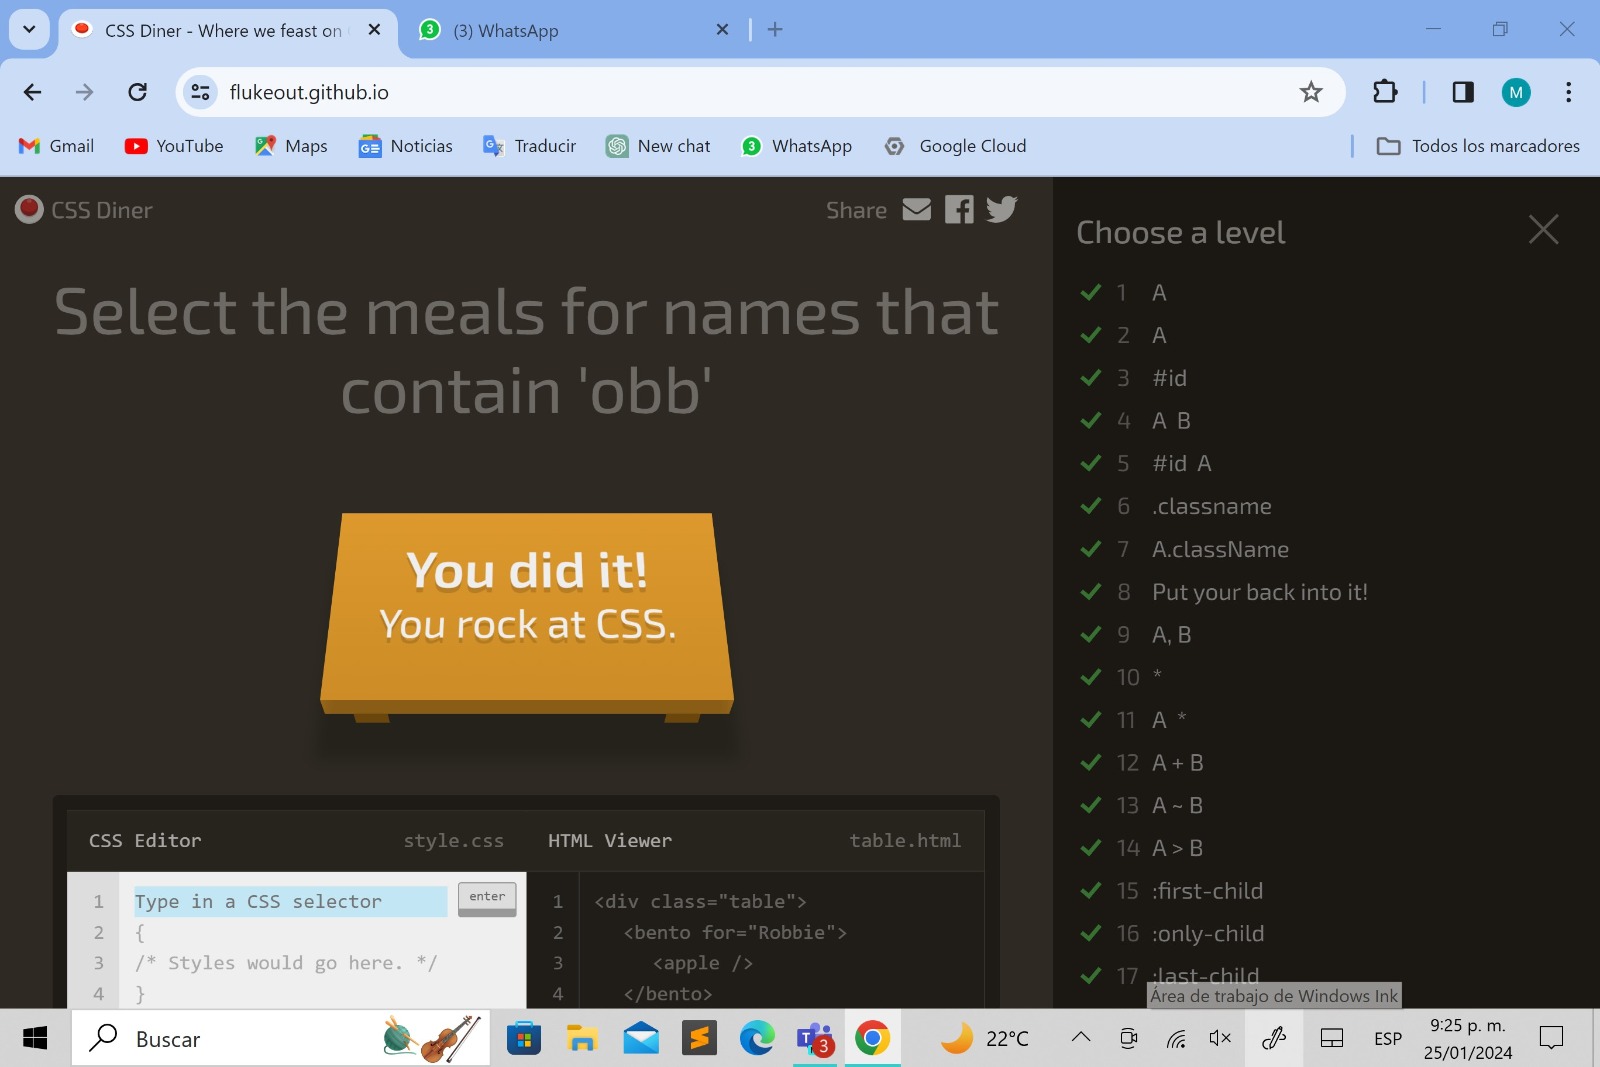 CSS Diner - Where we feast on
3
(3) WhatsApp
flukeout.github.io
M
Gmail
YouTube
Maps
GE
Noticias
Traducir
New chat
3
WhatsApp
Google Cloud
Todos los marcadores
CSS Diner
Share
Select the meals for names that
contain 'obb'
You did it!
You rock at CSS.
CSS Editor
style.css
HTML Viewer
table.html
1 Type in a CSS selector
enter
2 {
3 /* Styles would go here. */
4 }
1 <div class="table">
2 <bento for="Robbie">
3 <apple />
4 </bento>
Choose a level
1 A
2 A
3 #id
4 A B
5 #id A
6 .classname
7 A.className
8 Put your back into it!
9 A, B
10 *
11 A *
12 A + B
13 A ~ B
14 A > B
15 :first-child
16 :only-child
17 :last-child
Área de trabajo de Windows Ink
Buscar
T
3
22°C
ESP
9:25 p. m.
25/01/2024